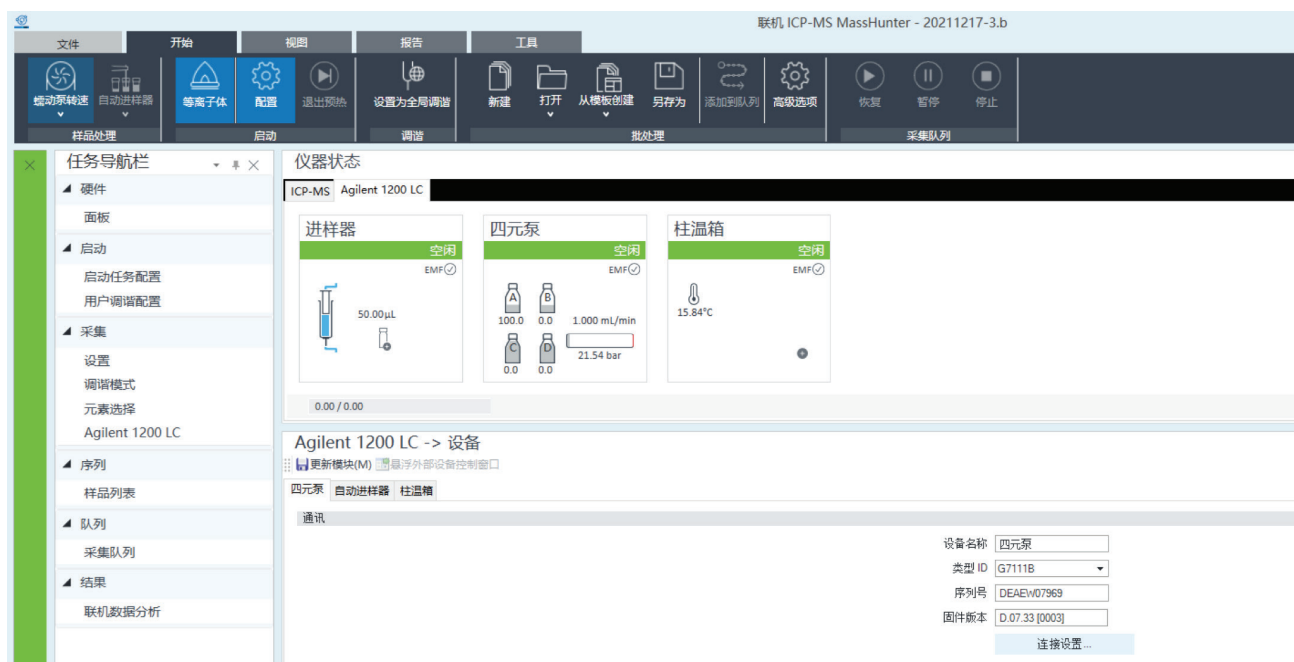 联机 ICP-MS MassHunter - 20211217-3.b
文件 开始 视图 报告 工具
蠕动泵转速 自动进样器 等离子体 配置 退出预热 设置为全局调谐 新建 打开 从模板创建 另存为 添加到队列 高级选项 恢复 暂停 停止
样品处理 启动 调谐 批处理 采集队列
任务导航栏
硬件
面板
启动
启动任务配置
用户调谐配置
采集
设置
调谐模式
元素选择
Agilent 1200 LC
序列
样品列表
队列
采集队列
结果
联机数据分析
仪器状态
ICP-MS Agilent 1200 LC
进样器
空闲
EMF
50.00µL
四元泵
空闲
EMF
A B
100.0 0.0 1.000 mL/min
C D
21.54 bar
0.0 0.0
柱温箱
空闲
EMF
15.84°C
0.00 / 0.00
Agilent 1200 LC -> 设备
更新模块(M) 悬浮外部设备控制窗口
四元泵 自动进样器 柱温箱
通讯
设备名称 四元泵
类型 ID G7111B
序列号 DEAEW07969
固件版本 D.07.33 [0003]
连接设置...